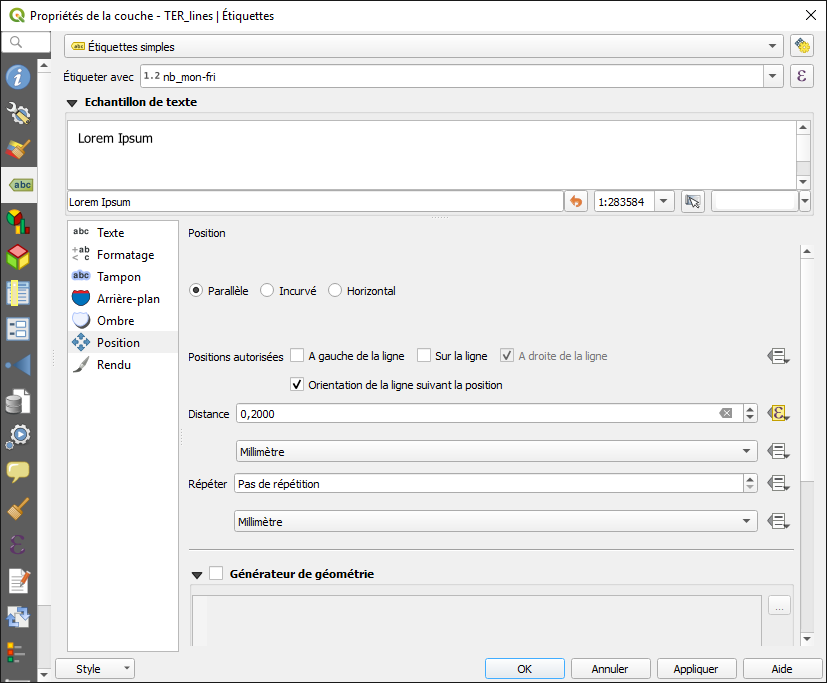 Propriétés de la couche - TER_lines | Étiquettes
abc Étiquettes simples
Étiqueter avec 1.2 nb_mon-fri ε
Echantillon de texte
Lorem Ipsum
Lorem Ipsum 1:283584
abc Texte
+ab < c Formatage
abc Tampon
Arrière-plan
Ombre
Position
Rendu
abc
Position
Parallèle Incurvé Horizontal
Positions autorisées A gauche de la ligne Sur la ligne A droite de la ligne
Orientation de la ligne suivant la position
Distance 0,2000 ε
Millimètre
Répéter Pas de répétition
Millimètre
Générateur de géométrie
...
Style OK Annuler Appliquer Aide